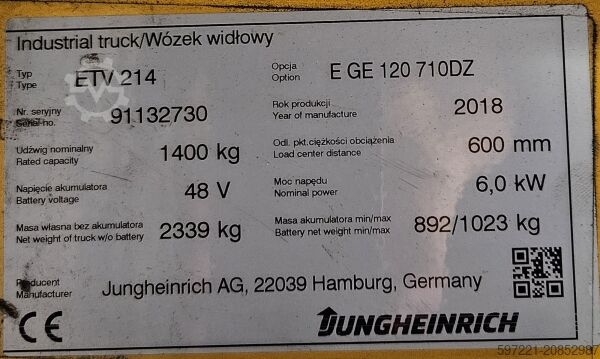 Industrial truck/Wózek widłowy
Typ
Type
ETV 214
Opcja
Option
E GE 120 710DZ
Nr. seryjny
Serial no.
91132730
Rok produkcji
Year of manufacture
2018
Udźwig nominalny
Rated capacity
1400 kg
Odl. pkt.ciężkości obciążenia
Load center distance
600 mm
Napięcie akumulatora
Battery voltage
48 V
Moc napędu
Nominal power
6,0 kW
Masa własna bez akumulatora
Net weight of truck w/o battery
2339 kg
Masa akumulatora min/max
Battery net weight min/max
892/1023 kg
Producent
Manufacturer
Jungheinrich AG, 22039 Hamburg, Germany
CE
JUNGHEINRICH
597221-20852987